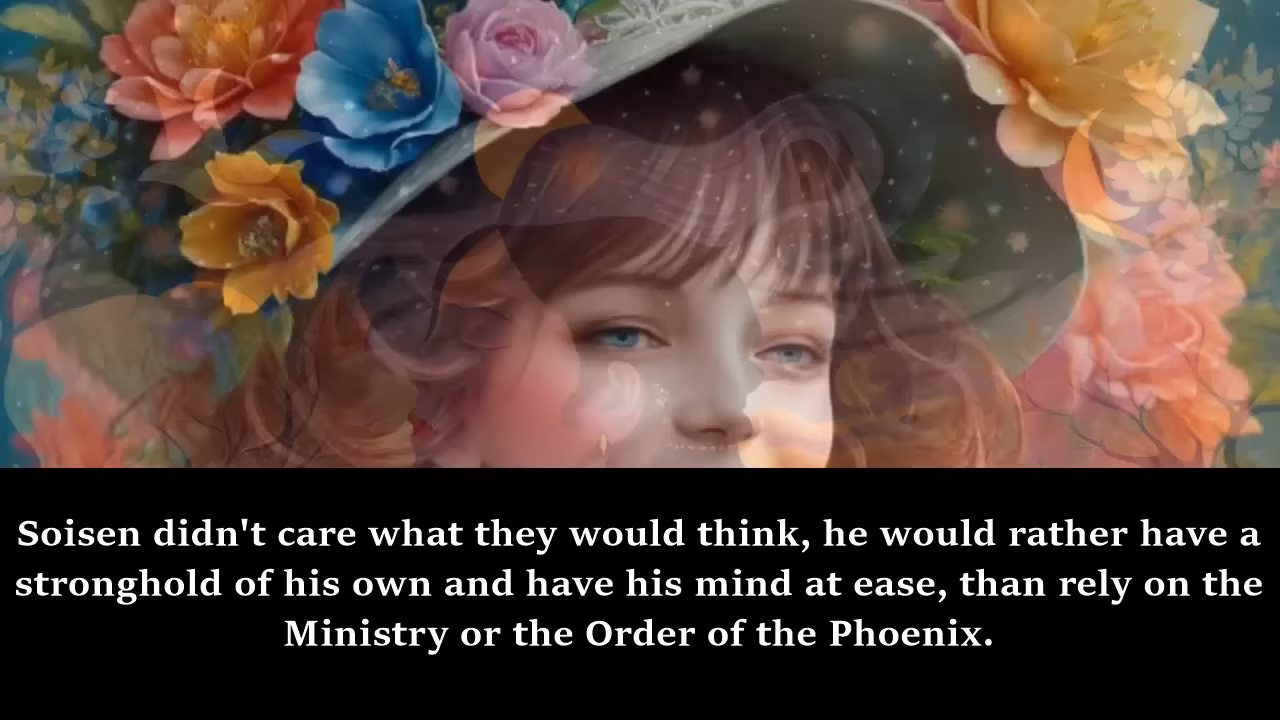 Soisen didn't care what they would think, he would rather have a
stronghold of his own and have his mind at ease, than rely on the
Ministry or the Order of the Phoenix.